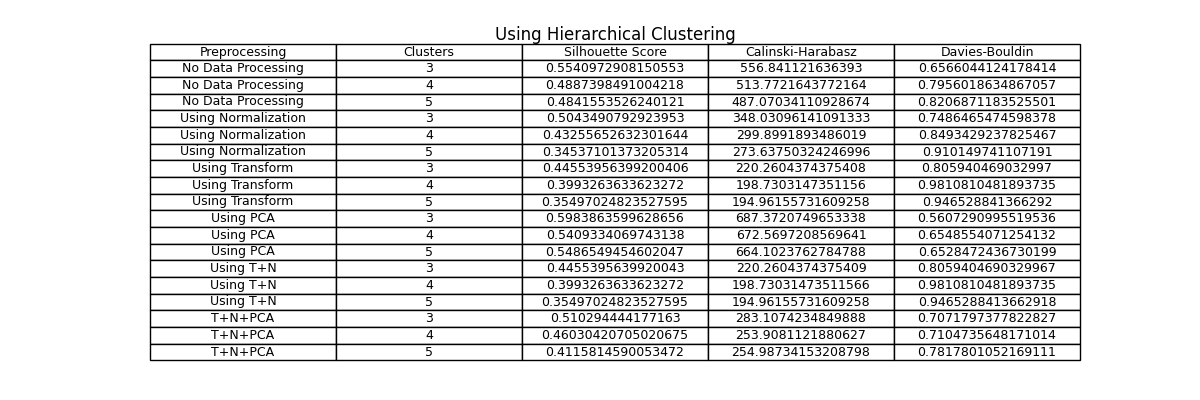 Using Hierarchical Clustering
Preprocessing Clusters Silhouette Score Calinski-Harabasz Davies-Bouldin
No Data Processing 3 0.5540972908150553 556.841121636393 0.6566044124178414
No Data Processing 4 0.4887398491004218 513.7721643772164 0.7956018634867057
No Data Processing 5 0.4841553526240121 487.07034110928674 0.8206871183525501
Using Normalization 3 0.5043490792923953 348.03096141091333 0.7486465474598378
Using Normalization 4 0.43255652632301644 299.8991893486019 0.8493429237825467
Using Normalization 5 0.34537101373205314 273.63750324246996 0.910149741107191
Using Transform 3 0.44553956399200406 220.2604374375408 0.805940469032997
Using Transform 4 0.3993263633623272 198.7303147351156 0.9810810481893735
Using Transform 5 0.35497024823527595 194.96155731609258 0.946528841366292
Using PCA 3 0.5983863599628656 687.3720749653338 0.5607290995519536
Using PCA 4 0.5409334069743138 672.5697208569641 0.6548554071254132
Using PCA 5 0.5486549454602047 664.1023762784788 0.6528472436730199
Using T+N 3 0.4455395639920043 220.2604374375409 0.8059404690329967
Using T+N 4 0.3993263633623272 198.73031473511566 0.9810810481893735
Using T+N 5 0.35497024823527595 194.96155731609258 0.9465288413662918
T+N+PCA 3 0.510294444177163 283.1074234849888 0.7071797377822827
T+N+PCA 4 0.46030420705020675 253.9081121880627 0.7104735648171014
T+N+PCA 5 0.4115814590053472 254.98734153208798 0.7817801052169111